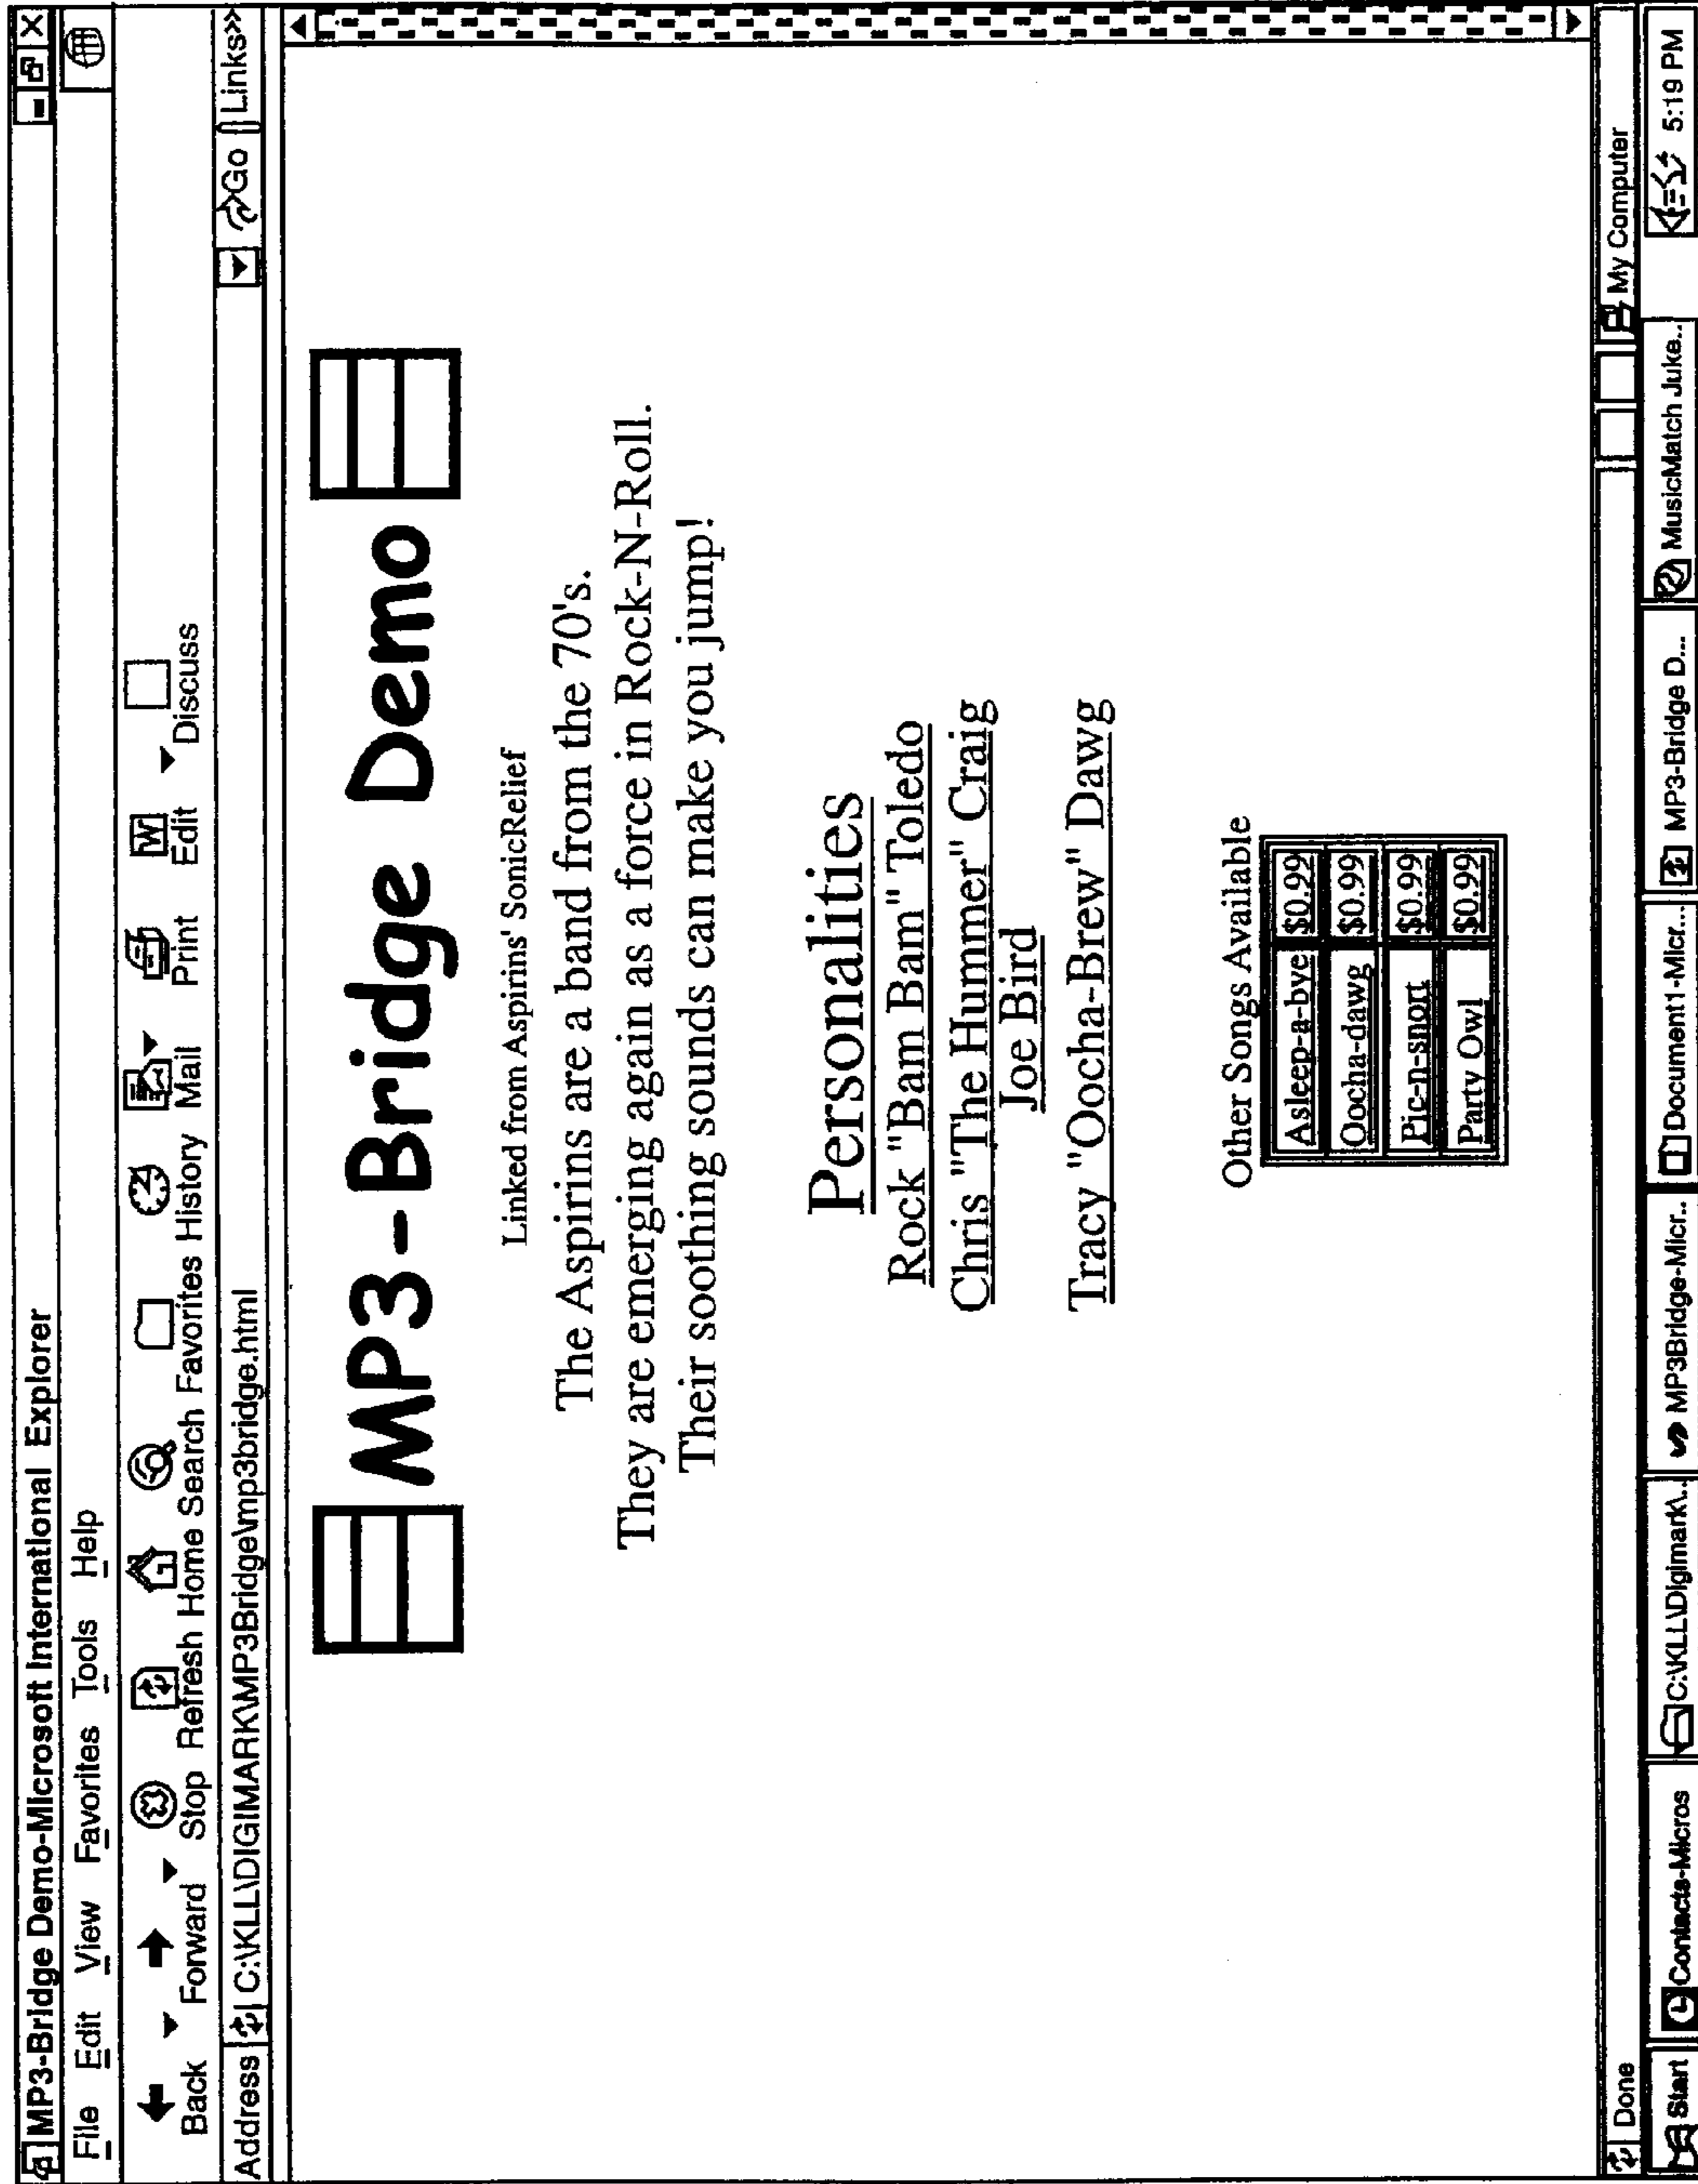 MP3-Bridge Demo-Microsoft International Explorer
File Edit View Favorites Tools Help
Back Forward Stop Refresh Home Search Favorites History Mail Print Edit Discuss
Address C:\KLL\DIGIMARK\MP3Bridge\mp3bridge.html Go Links>>
MP3-Bridge Demo
Linked from Aspirins' SonicRelief
The Aspirins are a band from the 70's.
They are emerging again as a force in Rock-N-Roll.
Their soothing sounds can make you jump!
Personalities
Rock "Bam Bam" Toledo
Chris "The Hummer" Craig
Joe Bird
Tracy "Oocha-Brew" Dawg
Other Songs Available
Asleep-a-bye $0.99
Oocha-dawg $0.99
Pic-n-snort $0.99
Party Owl $0.99
Done My Computer
Start Contacts-Micros C:\KLL\Digimark\.. MP3Bridge-Micr.. Document1-Micr... MP3-Bridge D... MusicMatch Juke.. 5:19 PM